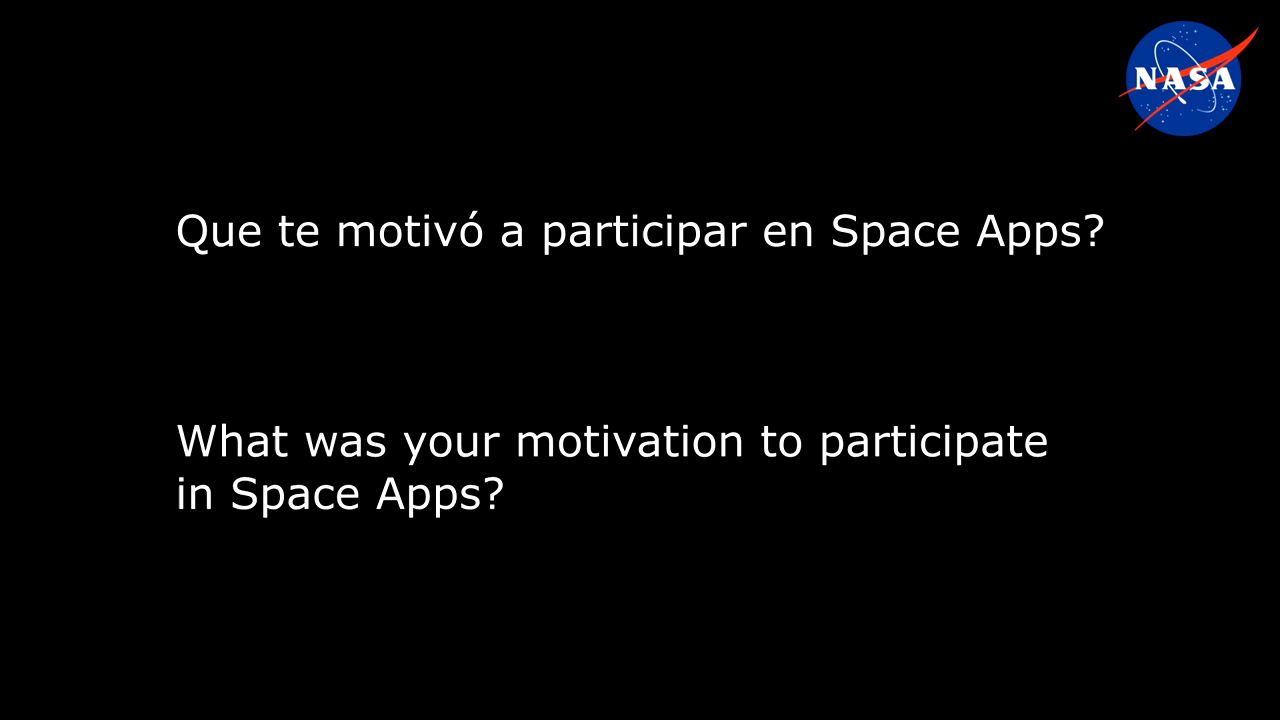 NASA
Que te motivó a participar en Space Apps?
What was your motivation to participate
in Space Apps?